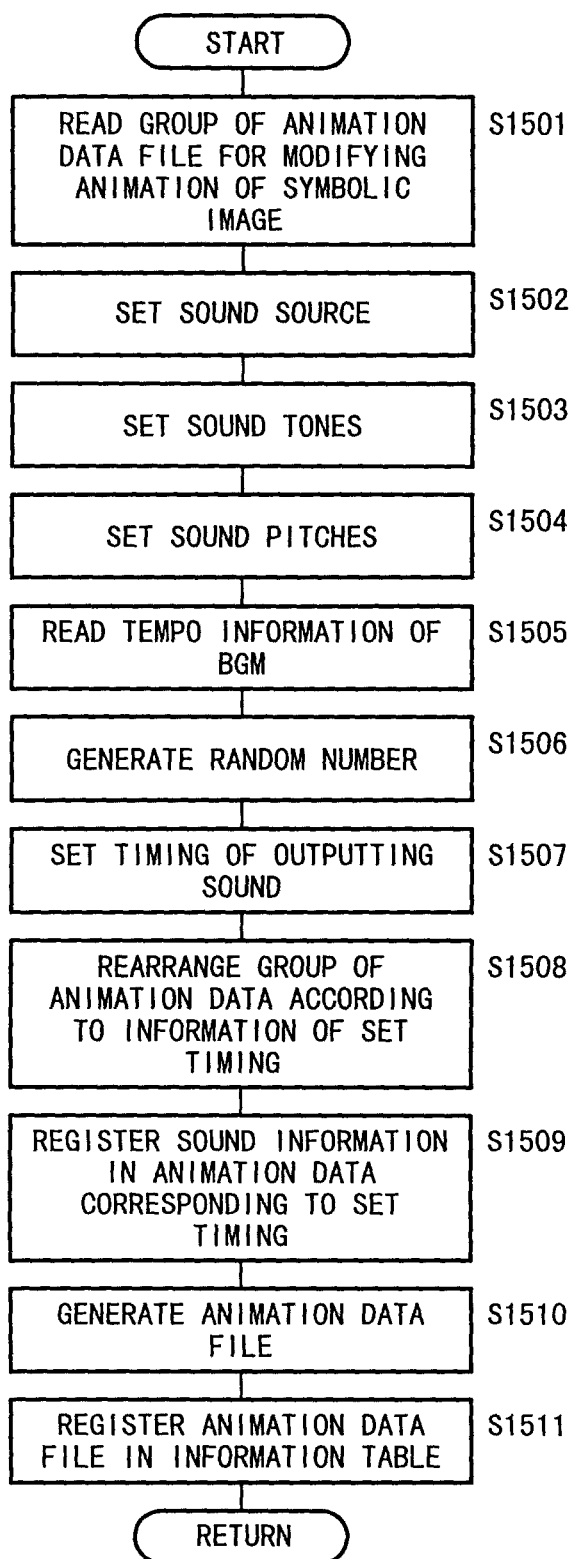 START
READ GROUP OF ANIMATION
DATA FILE FOR MODIFYING
ANIMATION OF SYMBOLIC
IMAGE
S1501
SET SOUND SOURCE
S1502
SET SOUND TONES
S1503
SET SOUND PITCHES
S1504
READ TEMPO INFORMATION OF
BGM
S1505
GENERATE RANDOM NUMBER
S1506
SET TIMING OF OUTPUTTING
SOUND
S1507
REARRANGE GROUP OF
ANIMATION DATA ACCORDING
TO INFORMATION OF SET
TIMING
S1508
REGISTER SOUND INFORMATION
IN ANIMATION DATA
CORRESPONDING TO SET
TIMING
S1509
GENERATE ANIMATION DATA
FILE
S1510
REGISTER ANIMATION DATA
FILE IN INFORMATION TABLE
S1511
RETURN